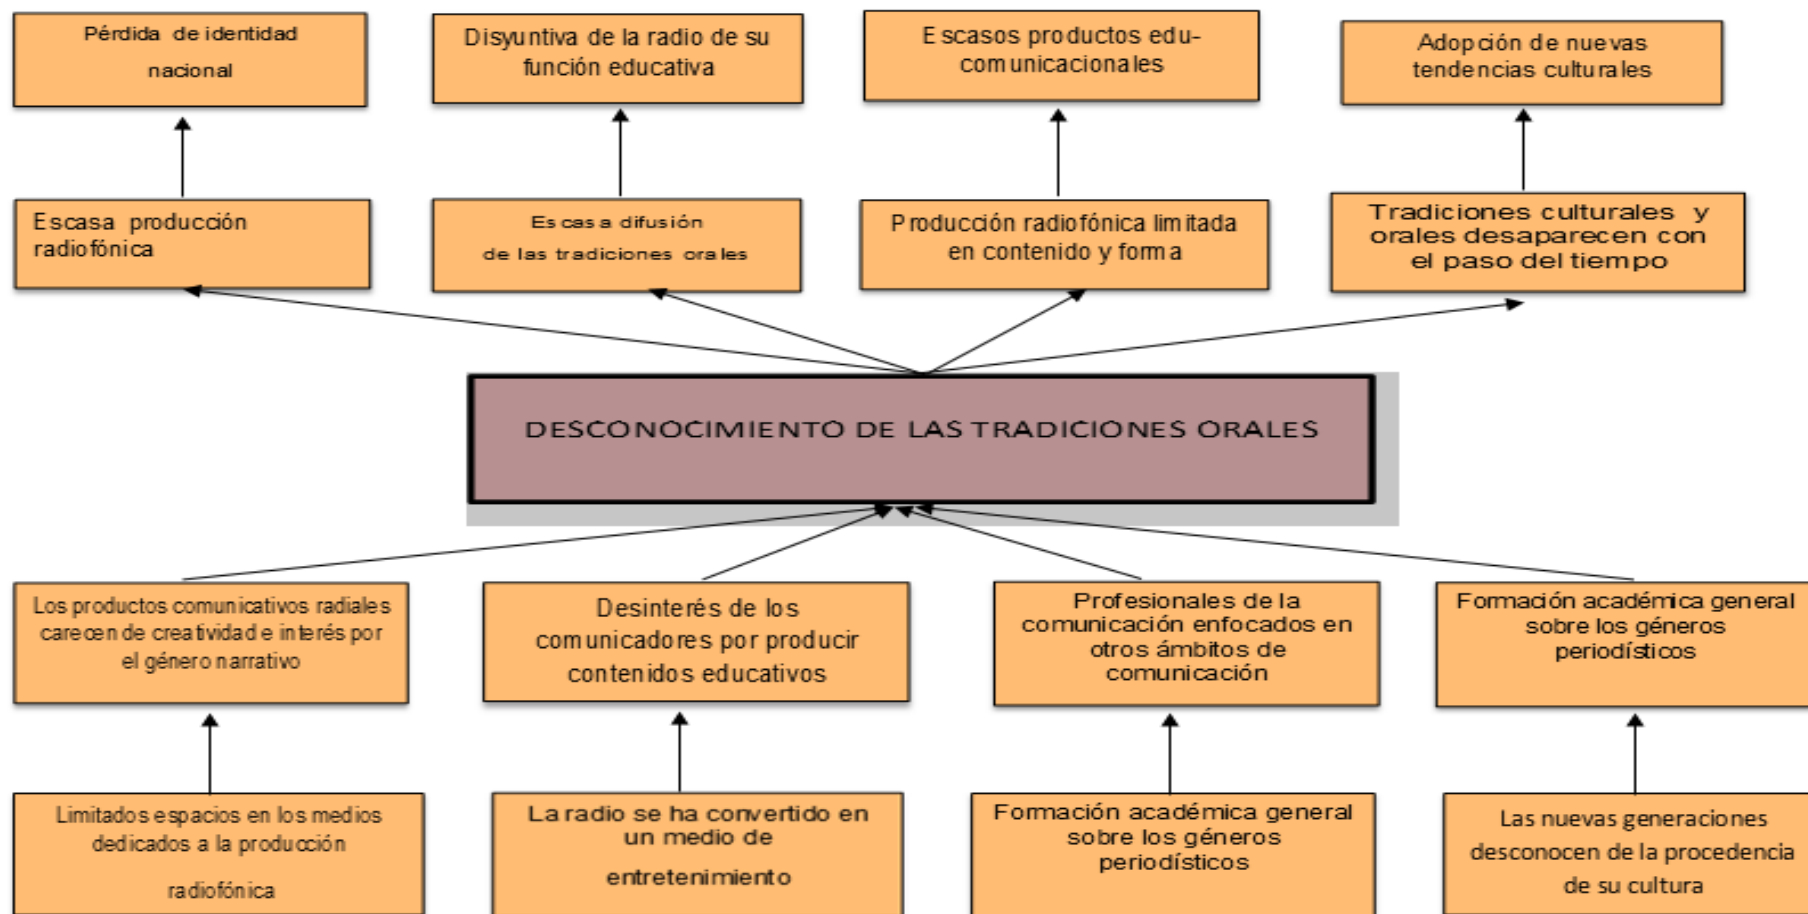 Pérdida de identidad
nacional
Disyuntiva de la radio de su
función educativa
Escasos productos edu-
comunicacionales
Adopción de nuevas
tendencias culturales
Escasa producción
radiofónica
Escasa difusión
de las tradiciones orales
Producción radiofónica limitada
en contenido y forma
Tradiciones culturales y
orales desaparecen con
el paso del tiempo
DESCONOCIMIENTO DE LAS TRADICIONES ORALES
Los productos comunicativos radiales
carecen de creatividad e interés por
el género narrativo
Desinterés de los
comunicadores por producir
contenidos educativos
Profesionales de la
comunicación enfocados en
otros ámbitos de
comunicación
Formación académica general
sobre los géneros
periodísticos
Limitados espacios en los medios
dedicados a la producción
radiofónica
La radio se ha convertido en
un medio de
entretenimiento
Formación académica general
sobre los géneros
periodísticos
Las nuevas generaciones
desconocen de la procedencia
de su cultura